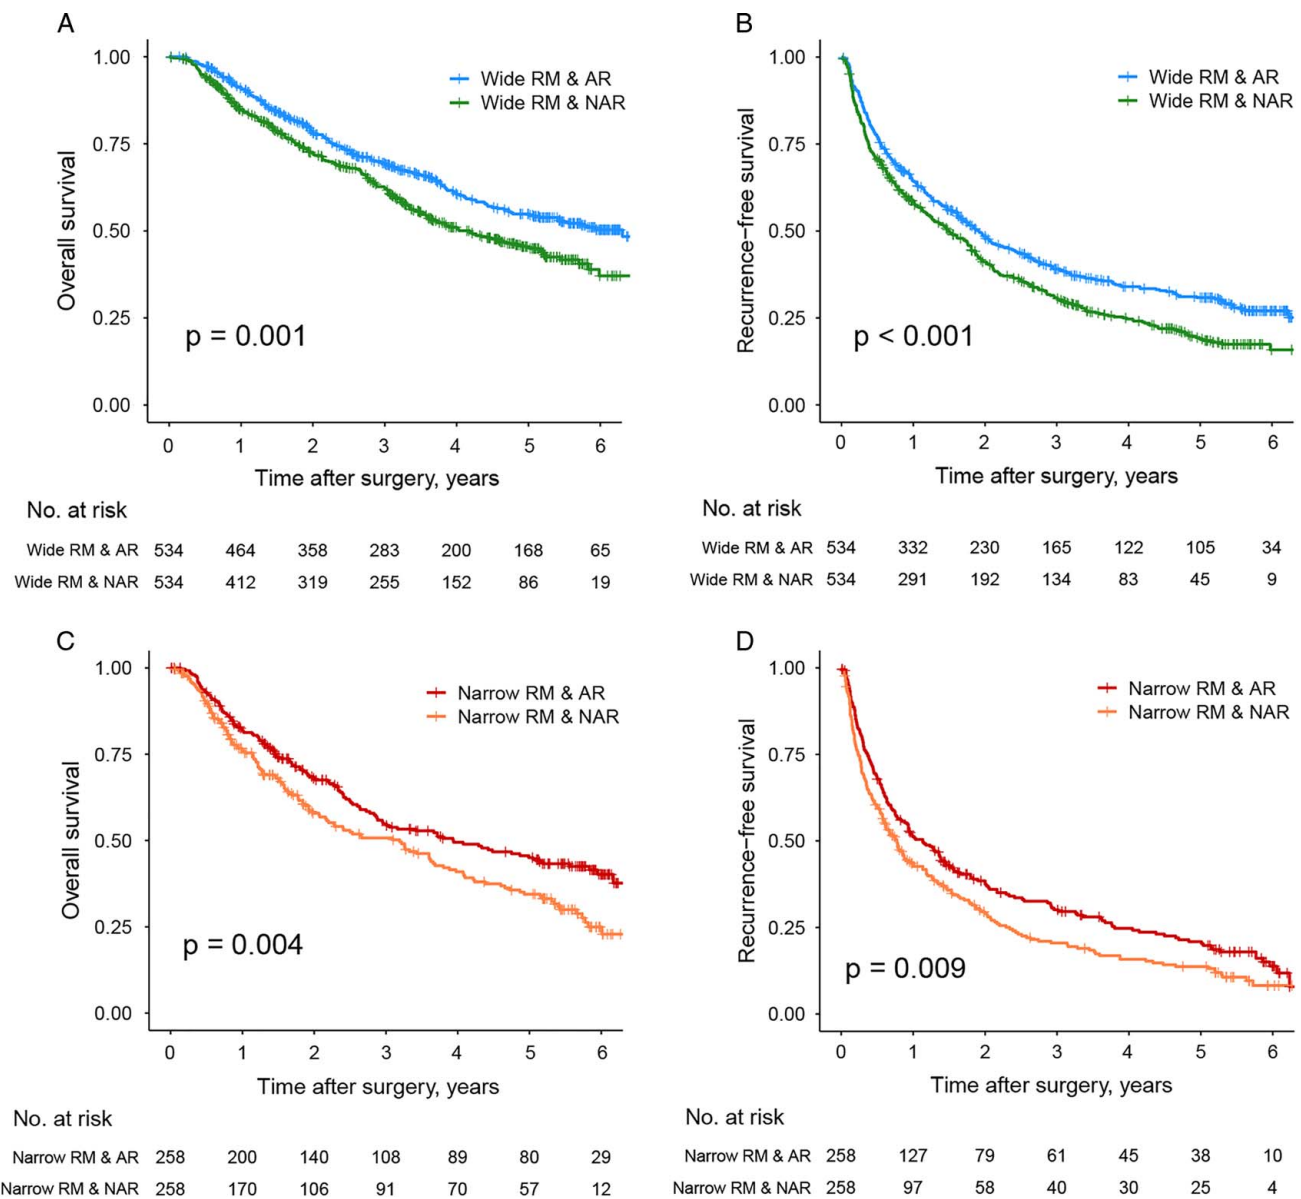 A
Overall survival
1.00
0.75
0.50
0.25
0.00
Wide RM & AR
Wide RM & NAR
p = 0.001
0 1 2 3 4 5 6
Time after surgery, years
No. at risk
Wide RM & AR 534 464 358 283 200 168 65
Wide RM & NAR 534 412 319 255 152 86 19
B
Recurrence-free survival
1.00
0.75
0.50
0.25
0.00
Wide RM & AR
Wide RM & NAR
p < 0.001
0 1 2 3 4 5 6
Time after surgery, years
No. at risk
Wide RM & AR 534 332 230 165 122 105 34
Wide RM & NAR 534 291 192 134 83 45 9
C
Overall survival
1.00
0.75
0.50
0.25
0.00
Narrow RM & AR
Narrow RM & NAR
p = 0.004
0 1 2 3 4 5 6
Time after surgery, years
No. at risk
Narrow RM & AR 258 200 140 108 89 80 29
Narrow RM & NAR 258 170 106 91 70 57 12
D
Recurrence-free survival
1.00
0.75
0.50
0.25
0.00
Narrow RM & AR
Narrow RM & NAR
p = 0.009
0 1 2 3 4 5 6
Time after surgery, years
No. at risk
Narrow RM & AR 258 127 79 61 45 38 10
Narrow RM & NAR 258 97 58 40 30 25 4